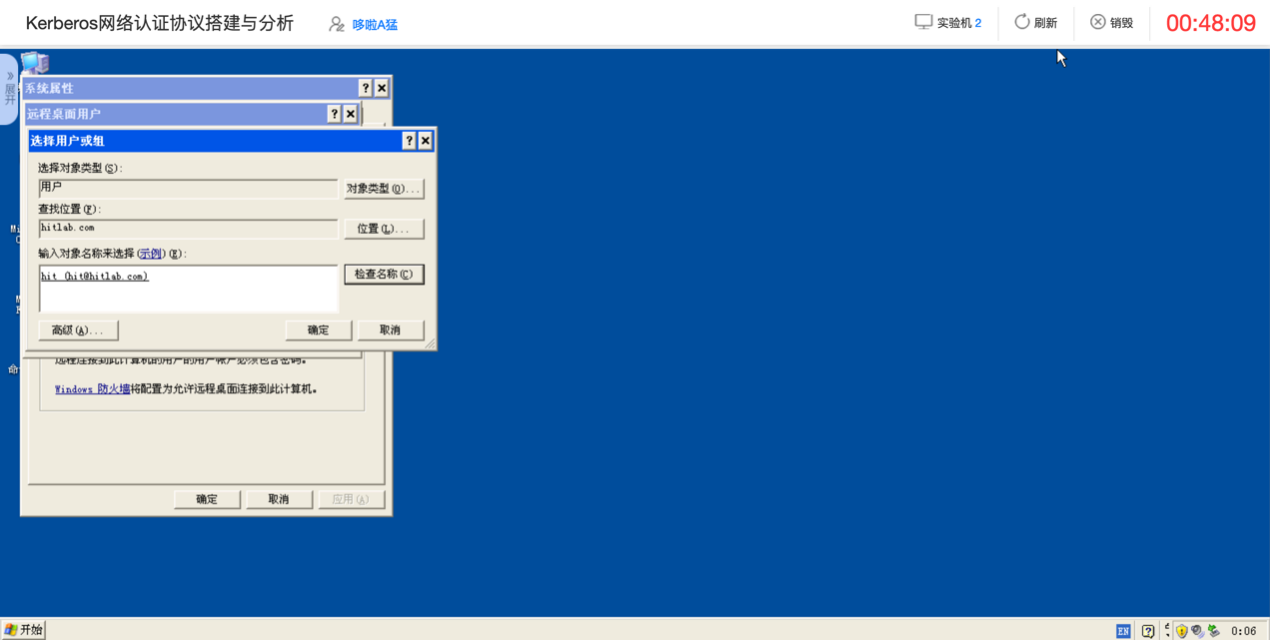 Kerberos网络认证协议搭建与分析
哆啦A猛
实验机 2
刷新
销毁
00:48:09
»
展开
系统属性
远程桌面用户
选择用户或组
选择对象类型(S):
用户
对象类型(O)...
查找位置(F):
hitlab.com
位置(L)...
输入对象名称来选择(示例)(E):
hit (hit@hitlab.com)
检查名称(C)
高级(A)...
确定
取消
远程连接到此计算机的用户的用户帐户必须包含密码。
Windows 防火墙将配置为允许远程桌面连接到此计算机。
确定
取消
应用(A)
开始
EN
0:06